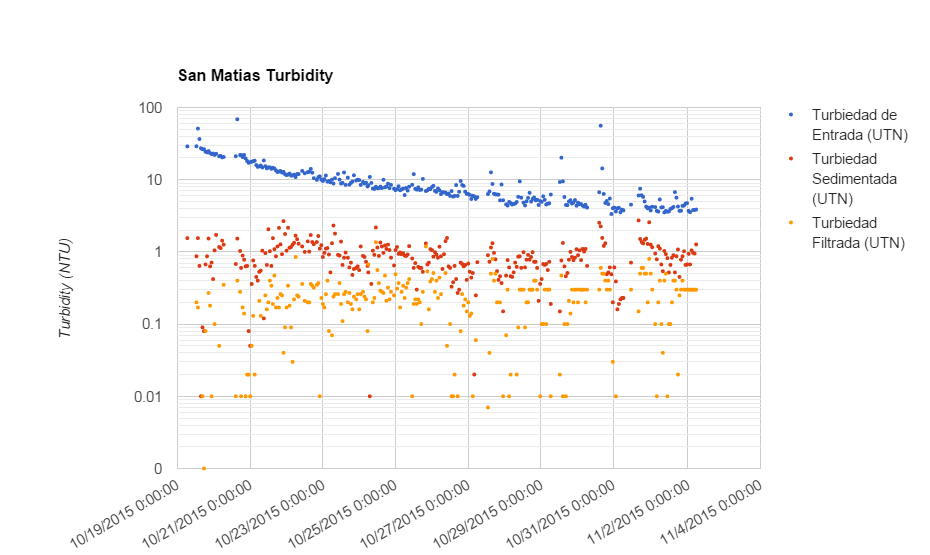 San Matias Turbidity
Turbidity (NTU)
100
10
1
0.1
0.01
0
10/19/2015 0:00:00
10/21/2015 0:00:00
10/23/2015 0:00:00
10/25/2015 0:00:00
10/27/2015 0:00:00
10/29/2015 0:00:00
10/31/2015 0:00:00
11/2/2015 0:00:00
11/4/2015 0:00:00
Turbiedad de
Entrada (UTN)
Turbiedad
Sedimentada
(UTN)
Turbiedad
Filtrada (UTN)